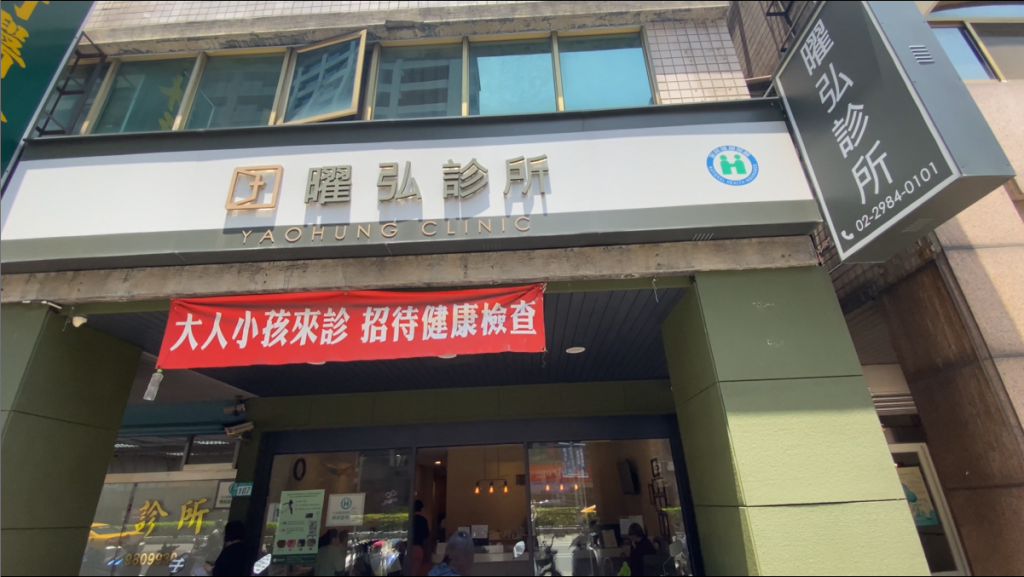 曜弘診所
YAOHUNG CLINIC
曜弘診所
02-2984-0101
大人小孩來診 招待健康檢查
診所
187